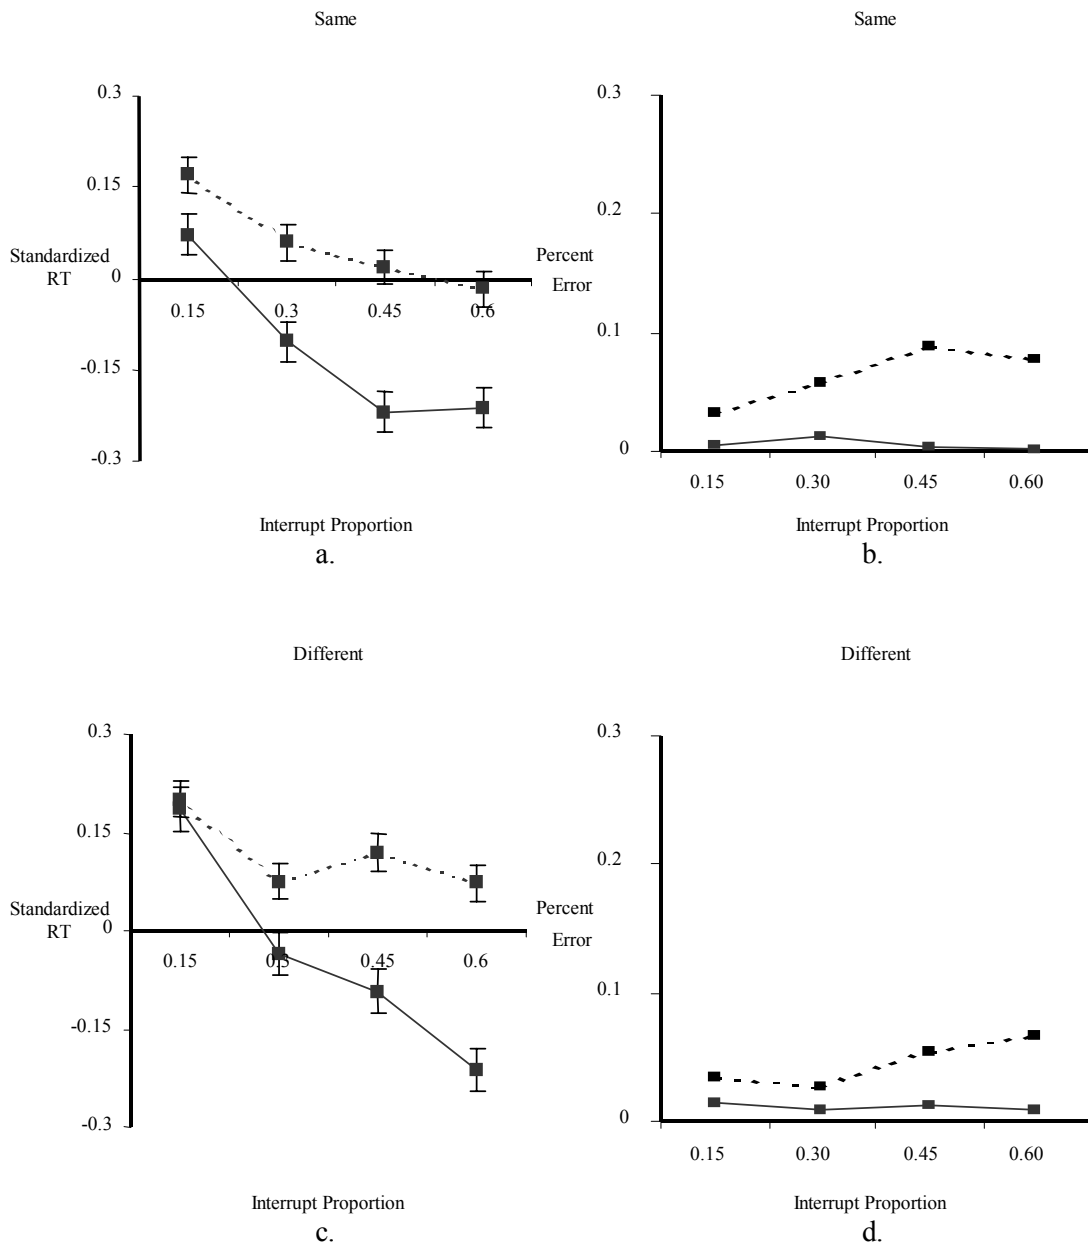 Same
0.3
0.15
Standardized
RT
0
0.15
0.3
0.45
0.6
-0.15
-0.3
Interrupt Proportion
a.
Same
0.3
0.2
Percent
Error
0.1
0
0.15
0.30
0.45
0.60
Interrupt Proportion
b.
Different
0.3
0.15
Standardized
RT
0
0.15
0.3
0.45
0.6
-0.15
-0.3
Interrupt Proportion
c.
Different
0.3
0.2
Percent
Error
0.1
0
0.15
0.30
0.45
0.60
Interrupt Proportion
d.